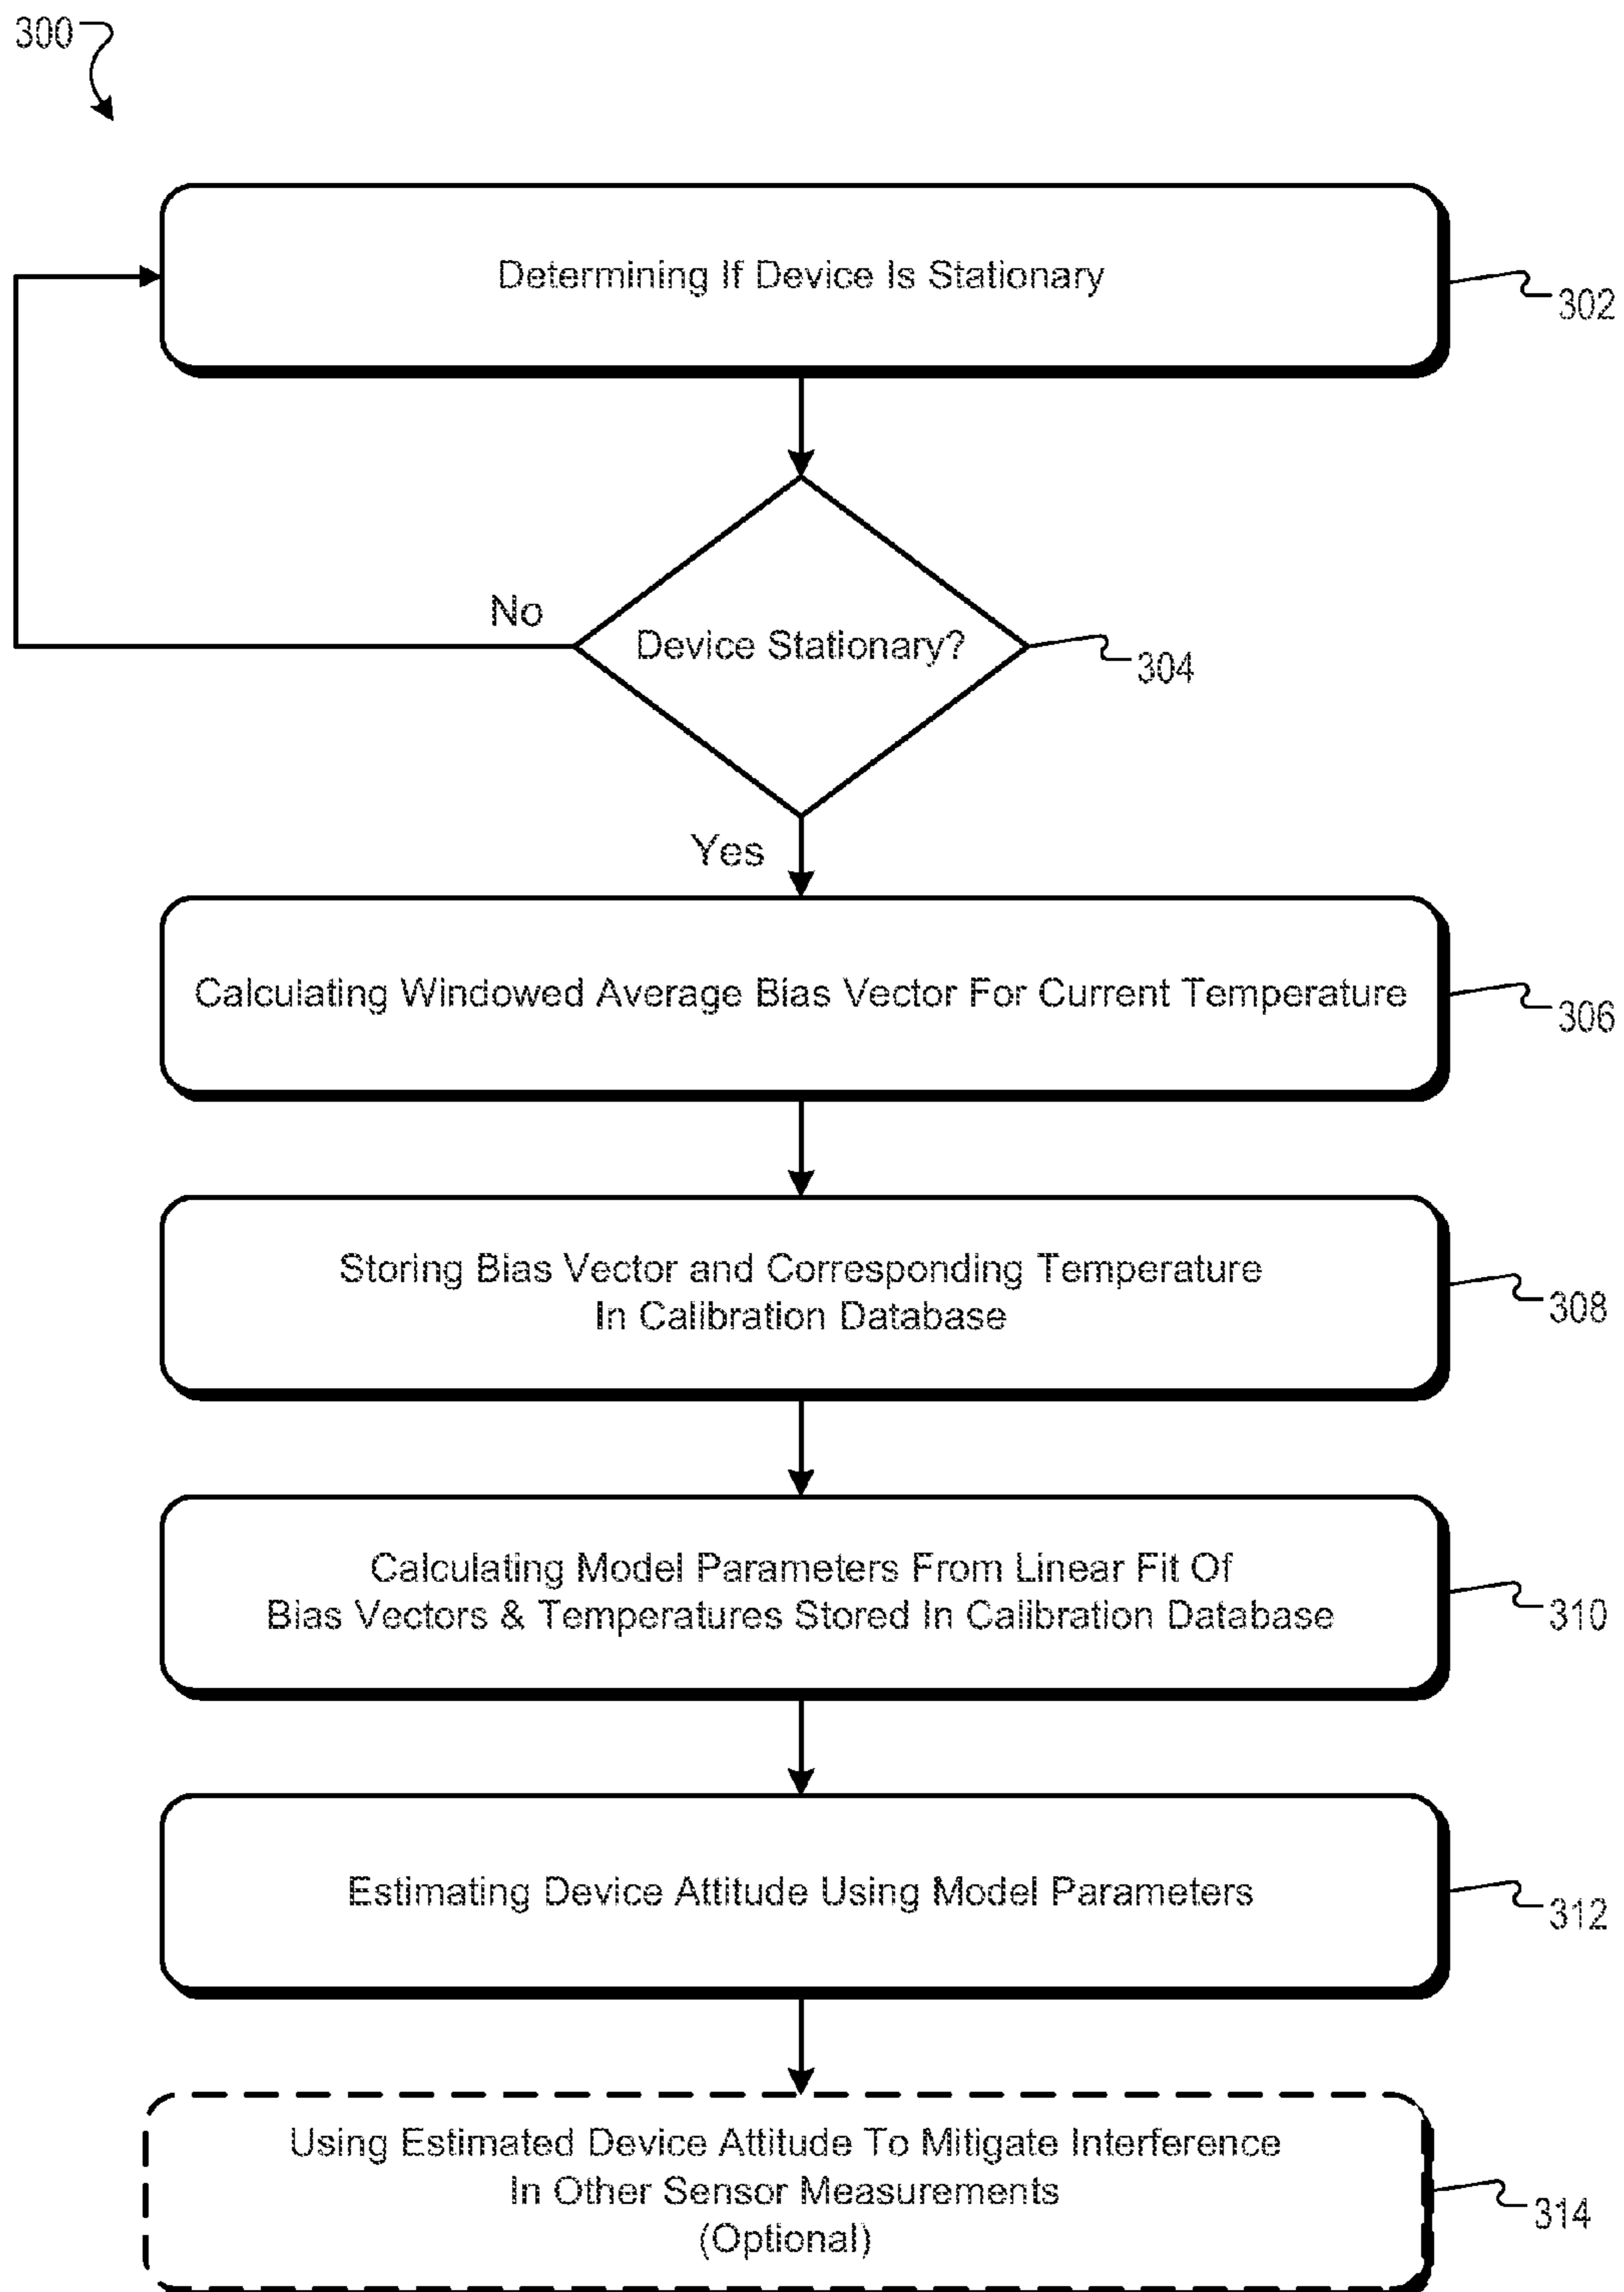 300
Determining If Device Is Stationary
302
No
Device Stationary?
304
Yes
Calculating Windowed Average Bias Vector For Current Temperature
306
Storing Bias Vector and Corresponding Temperature
In Calibration Database
308
Calculating Model Parameters From Linear Fit Of
Bias Vectors & Temperatures Stored In Calibration Database
310
Estimating Device Attitude Using Model Parameters
312
Using Estimated Device Attitude To Mitigate Interference
In Other Sensor Measurements
(Optional)
314